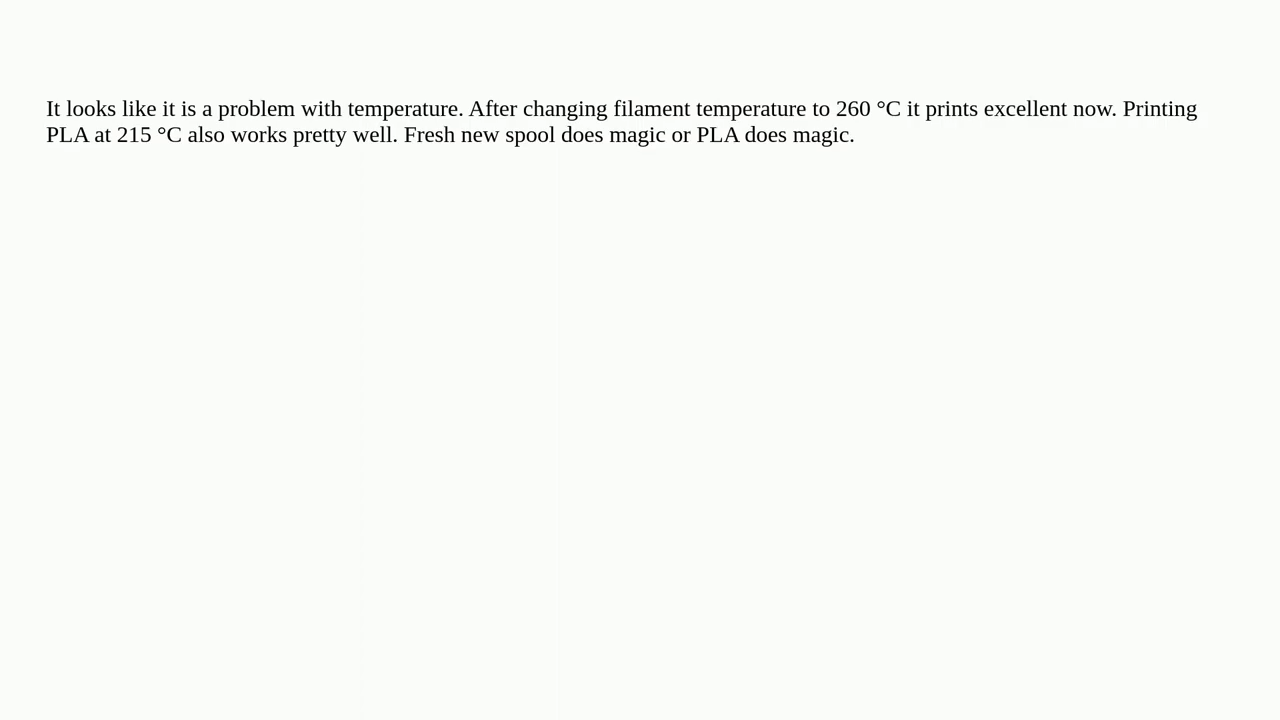 It looks like it is a problem with temperature. After changing filament temperature to 260 °C it prints excellent now. Printing
PLA at 215 °C also works pretty well. Fresh new spool does magic or PLA does magic.